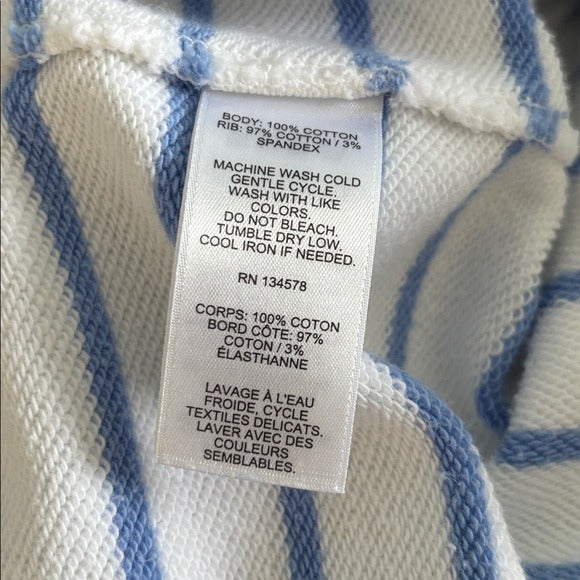 BODY: 100% COTTON
RIB: 97% COTTON / 3%
SPANDEX
MACHINE WASH COLD
GENTLE CYCLE.
WASH WITH LIKE
COLORS.
DO NOT BLEACH.
TUMBLE DRY LOW.
COOL IRON IF NEEDED.
RN 134578
CORPS: 100% COTON
BORD CÔTE: 97%
COTON / 3%
ÉLASTHANNE
LAVAGE À L'EAU
FROIDE, CYCLE
TEXTILES DELICATS.
LAVER AVEC DES
COULEURS
SEMBLABLES.